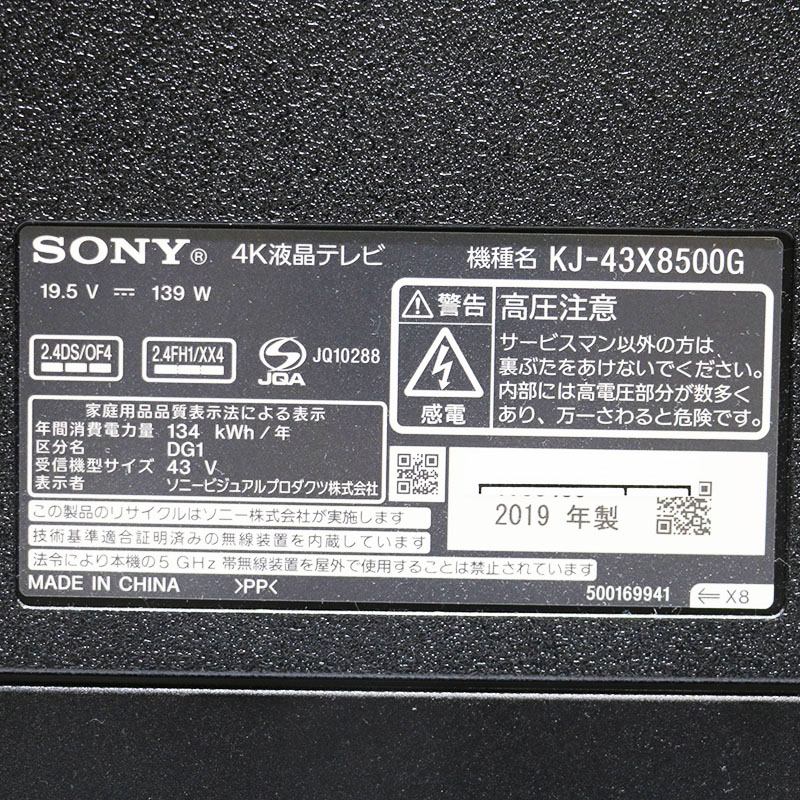 SONY® 4K液晶テレビ 機種名 KJ-43X8500G
19.5 V ⎓ 139 W
2.4DS/OF4
2.4FH1/XX4
JQA
JQ10288
⚠警告
感電
高圧注意
サービスマン以外の方は
裏ぶたをあけないでください。
内部には高電圧部分が数多く
あり、万一さわると危険です。
家庭用品品質表示法による表示
年間消費電力量 134 kWh/年
区分名 DG1
受信機型サイズ 43 V
表示者 ソニービジュアルプロダクツ株式会社
2019 年製
この製品のリサイクルはソニー株式会社が実施します
技術基準適合証明済みの無線装置を内蔵しています
法令により本機の5 GHz 帯無線装置を屋外で使用することは禁止されています
MADE IN CHINA >PP< 500169941 ⇐ X8